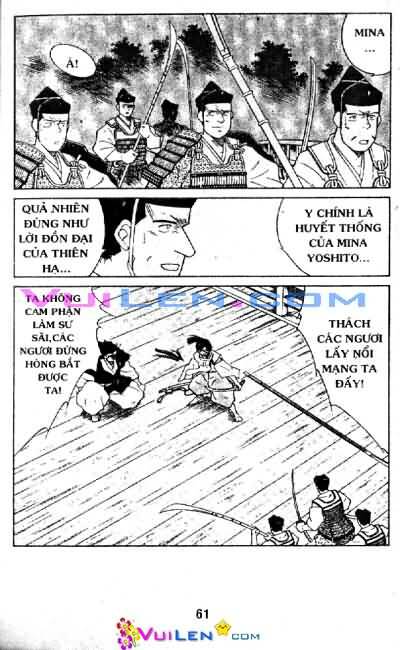 MINA
...
À!
QUẢ NHIÊN
ĐÚNG NHƯ
LỜI ĐỒN ĐẠI
CỦA THIÊN
HẠ...
Y CHÍNH LÀ
HUYẾT THỐNG
CỦA MINA
YOSHITO...
VUILEN.COM
TA KHÔNG
CAM PHẬN
LÀM SƯ
SÃI, CÁC
NGƯƠI ĐỪNG
HÒNG BẮT
ĐƯỢC
TA!
THÁCH
CÁC NGƯƠI
LẤY NỔI
MẠNG TA
ĐẤY!
61
VUILEN.COM